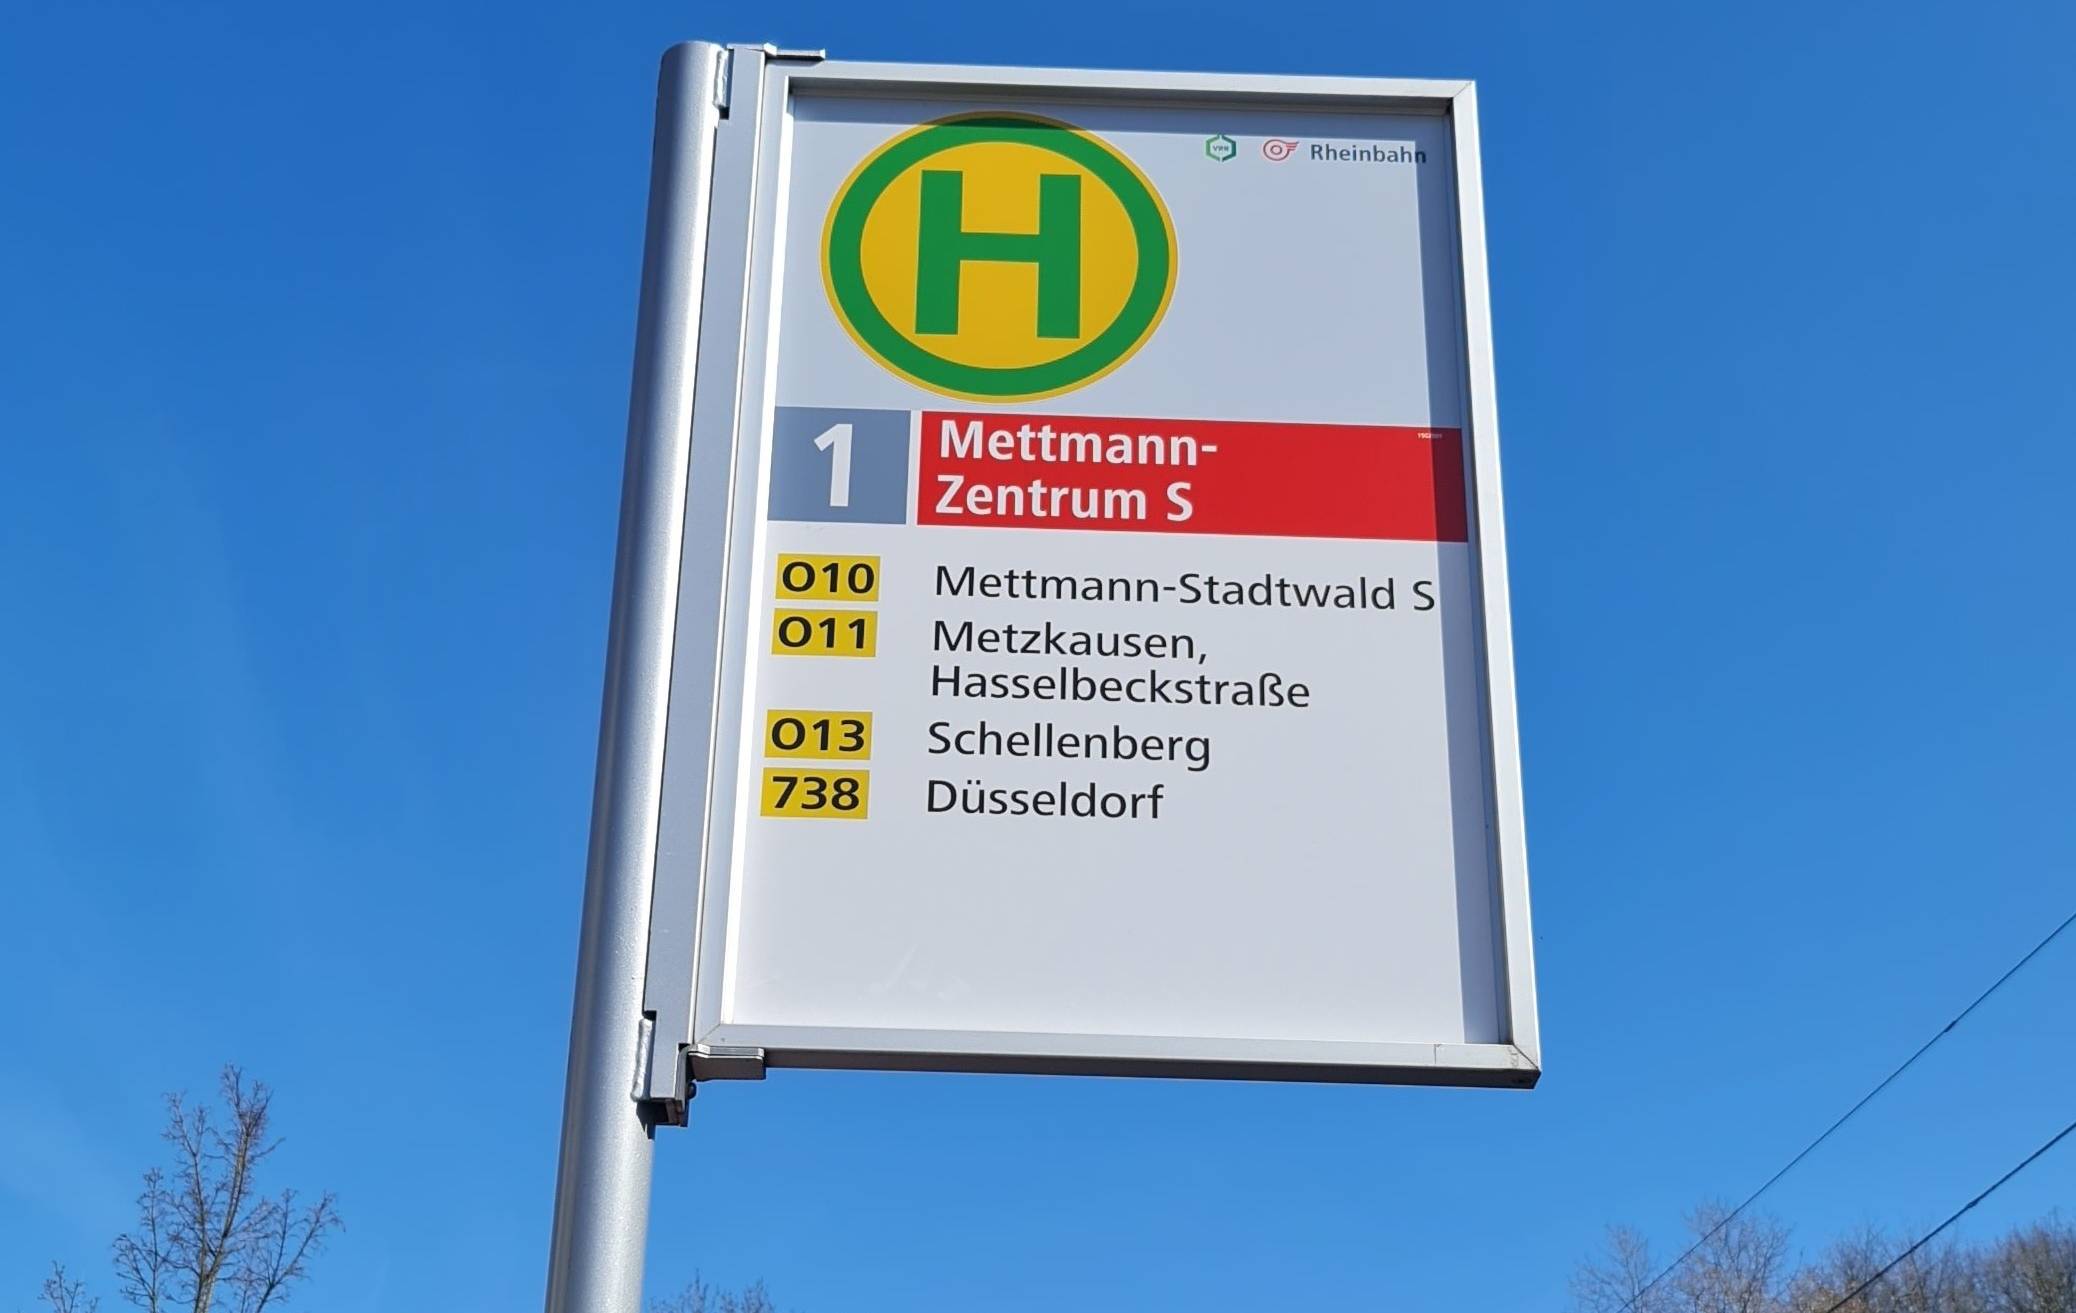 H
VRR Rheinbahn
1 Mettmann-
Zentrum S
O10 Mettmann-Stadtwald S
O11 Metzkausen,
Hasselbeckstraße
O13 Schellenberg
738 Düsseldorf